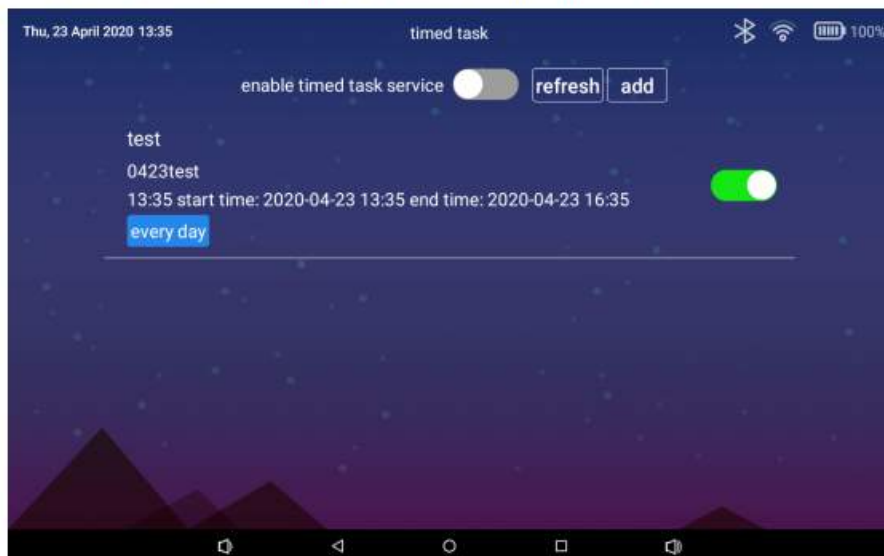 Thu, 23 April 2020 13:35 timed task 100%
enable timed task service refresh add
test
0423test
13:35 start time: 2020-04-23 13:35 end time: 2020-04-23 16:35
every day